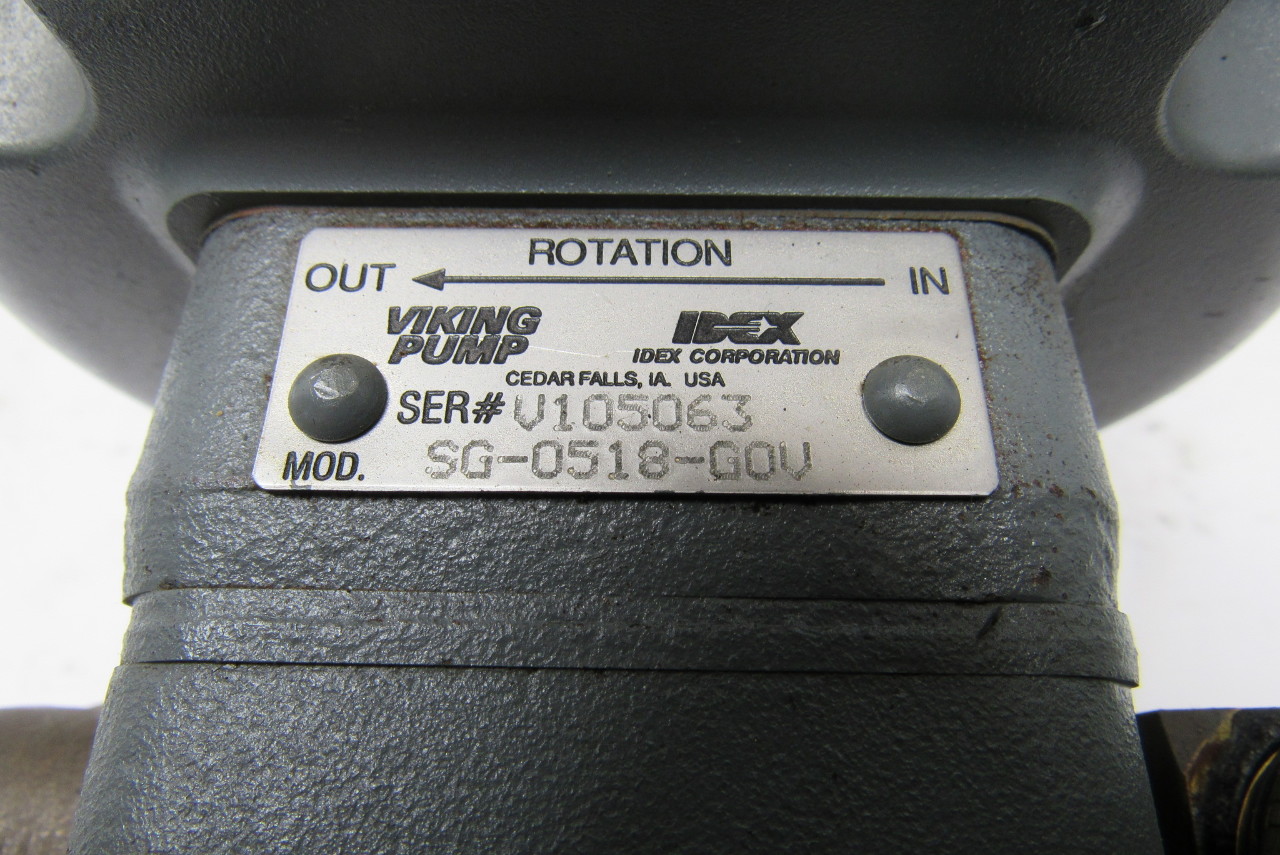 ROTATION
OUT IN
VIKING PUMP
IDEX
IDEX CORPORATION
CEDAR FALLS, IA. USA
SER# V105063
MOD. SG-0518-G0V